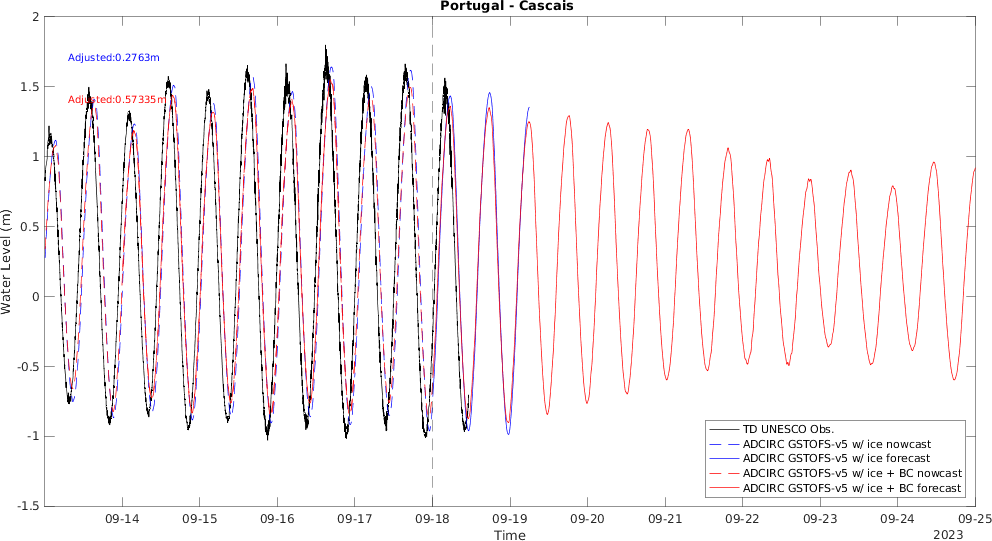 Portugal - Cascais
2
1.5
1
0.5
0
-0.5
-1
-1.5
Water Level (m)
Adjusted:0.2763m
Adjusted:0.57335m
TD UNESCO Obs.
ADCIRC GSTOFS-v5 w/ ice nowcast
ADCIRC GSTOFS-v5 w/ ice forecast
ADCIRC GSTOFS-v5 w/ ice + BC nowcast
ADCIRC GSTOFS-v5 w/ ice + BC forecast
09-14 09-15 09-16 09-17 09-18 09-19 09-20 09-21 09-22 09-23 09-24 09-25
Time
2023